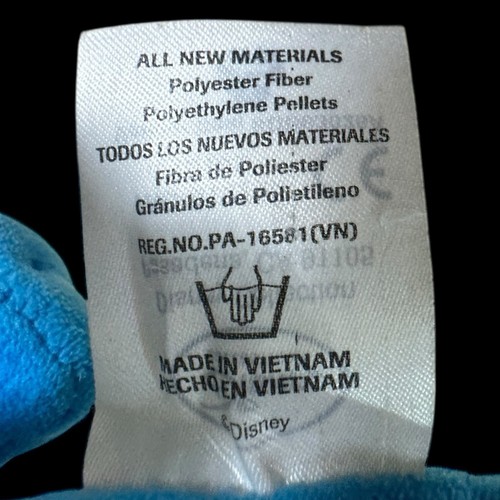 ALL NEW MATERIALS
Polyester Fiber
Polyethylene Pellets
TODOS LOS NUEVOS MATERIALES
Fibra de Poliester
Gránulos de Polietileno
REG.NO.PA-16581(VN)
MADE IN VIETNAM
HECHO EN VIETNAM
©Disney